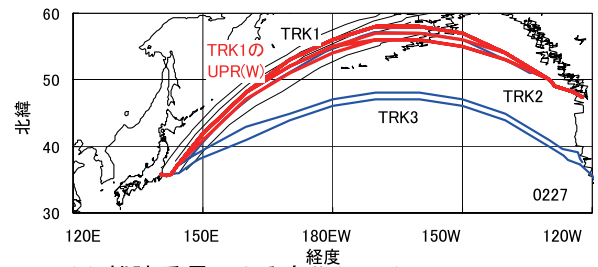 60
TRK1
TRK1の
UPR(W)
50
TRK2
北緯
TRK3
40
0227
30
120E
150E
180EW
150W
120W
経度